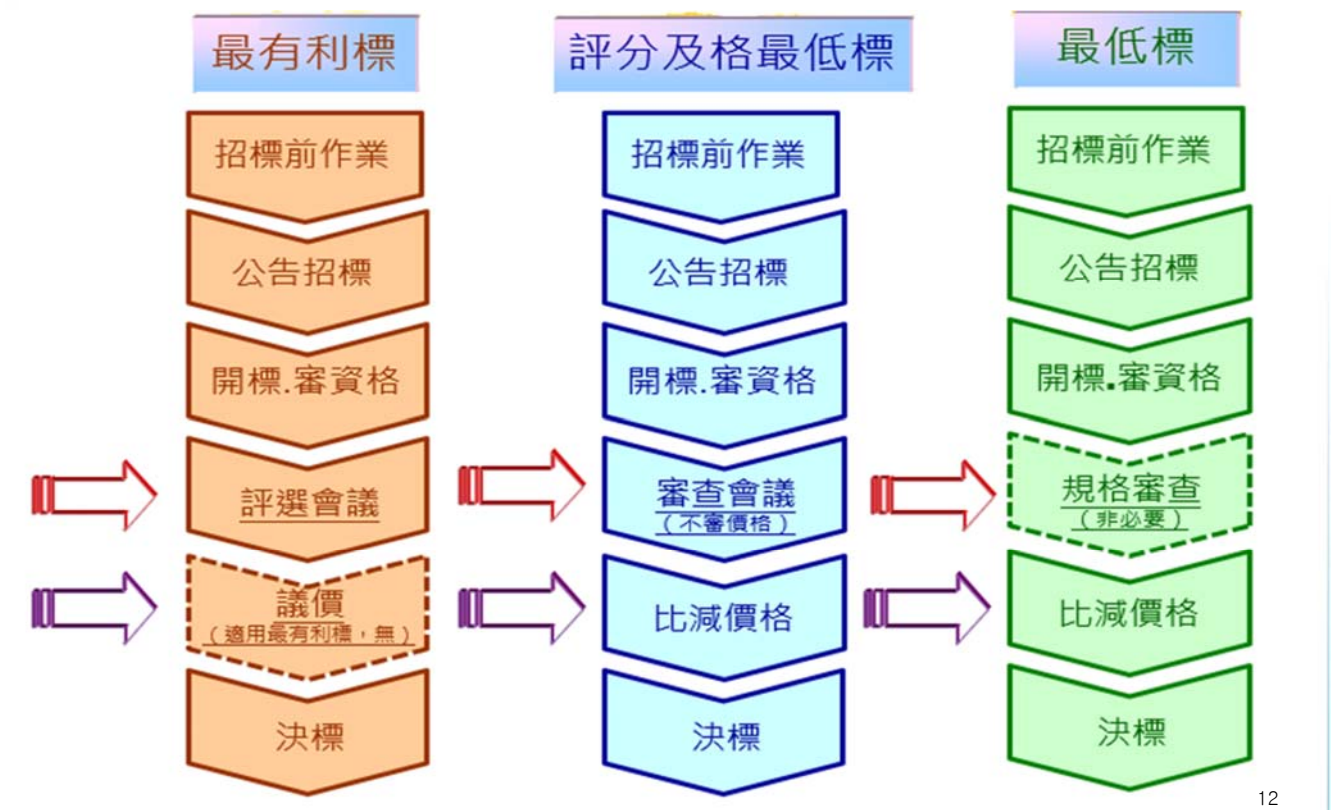 最有利標
招標前作業
公告招標
開標.審資格
評選會議
議價
(適用最有利標，無)
決標
評分及格最低標
招標前作業
公告招標
開標.審資格
審查會議
(不審價格)
比減價格
決標
最低標
招標前作業
公告招標
開標.審資格
規格審查
(非必要)
比減價格
決標
12